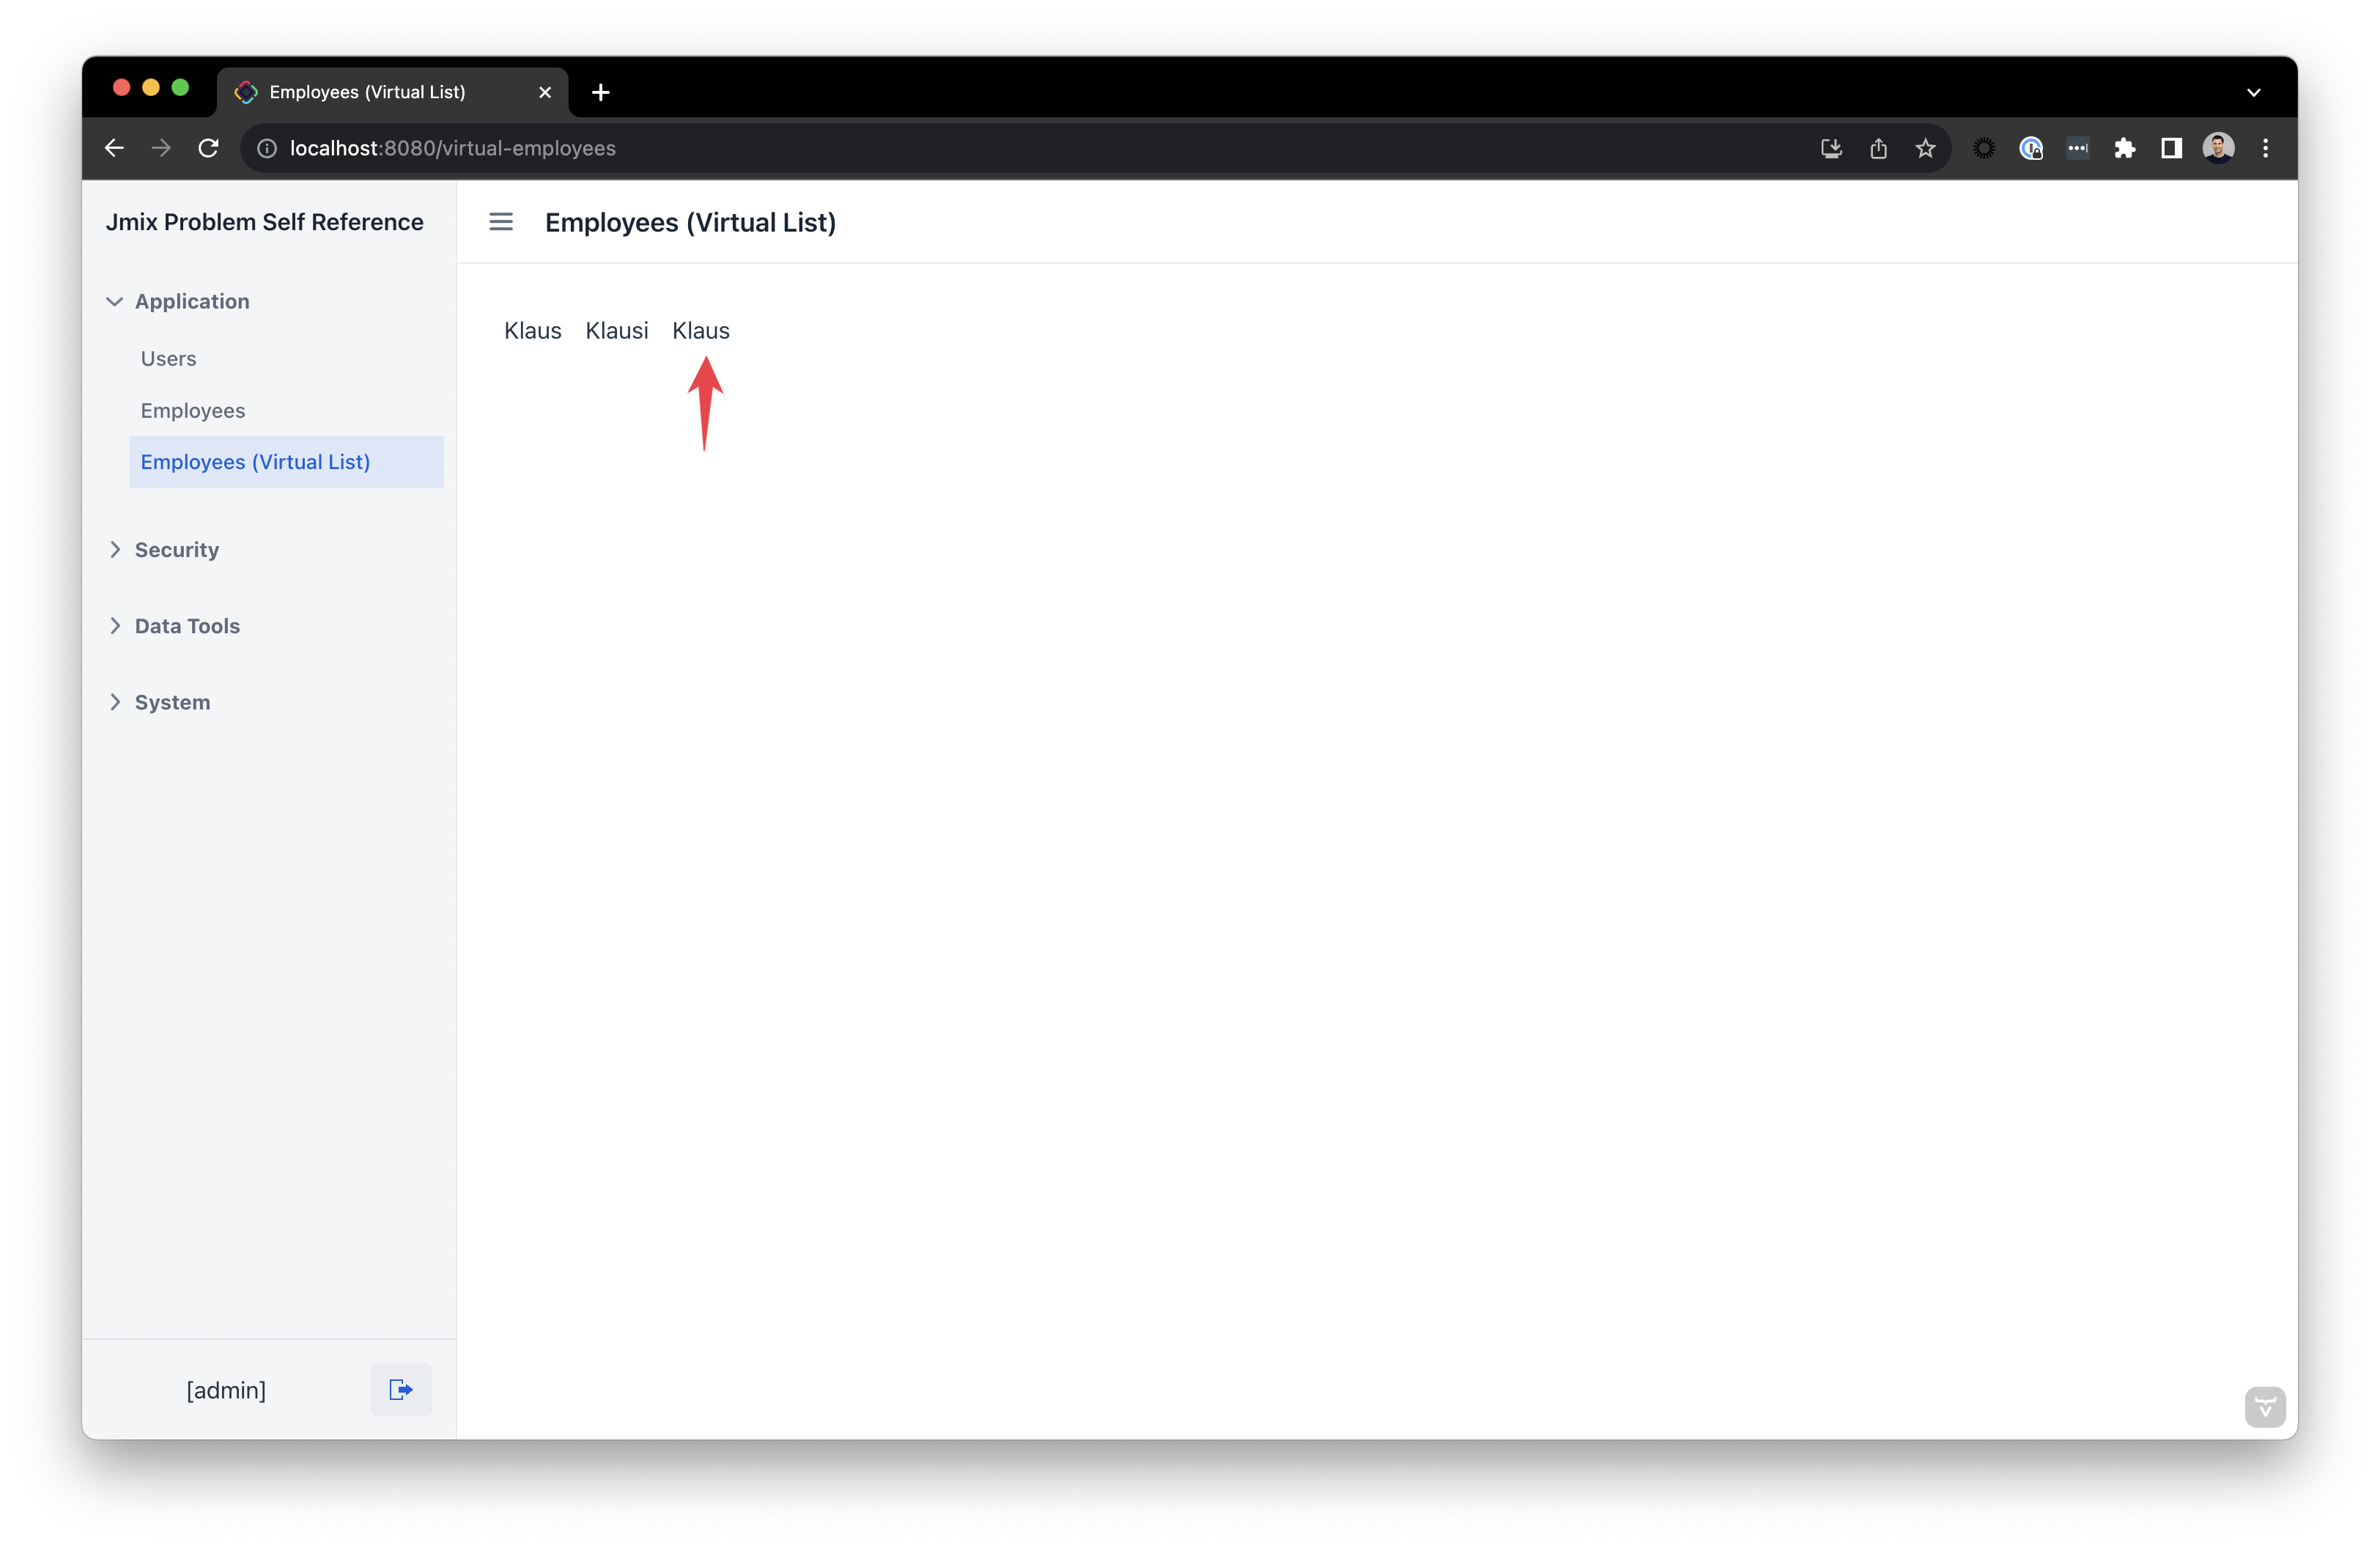 Employees (Virtual List)
localhost:8080/virtual-employees
Jmix Problem Self Reference
Employees (Virtual List)
Application
Klaus Klausi Klaus
Users
Employees
Employees (Virtual List)
Security
Data Tools
System
[admin]